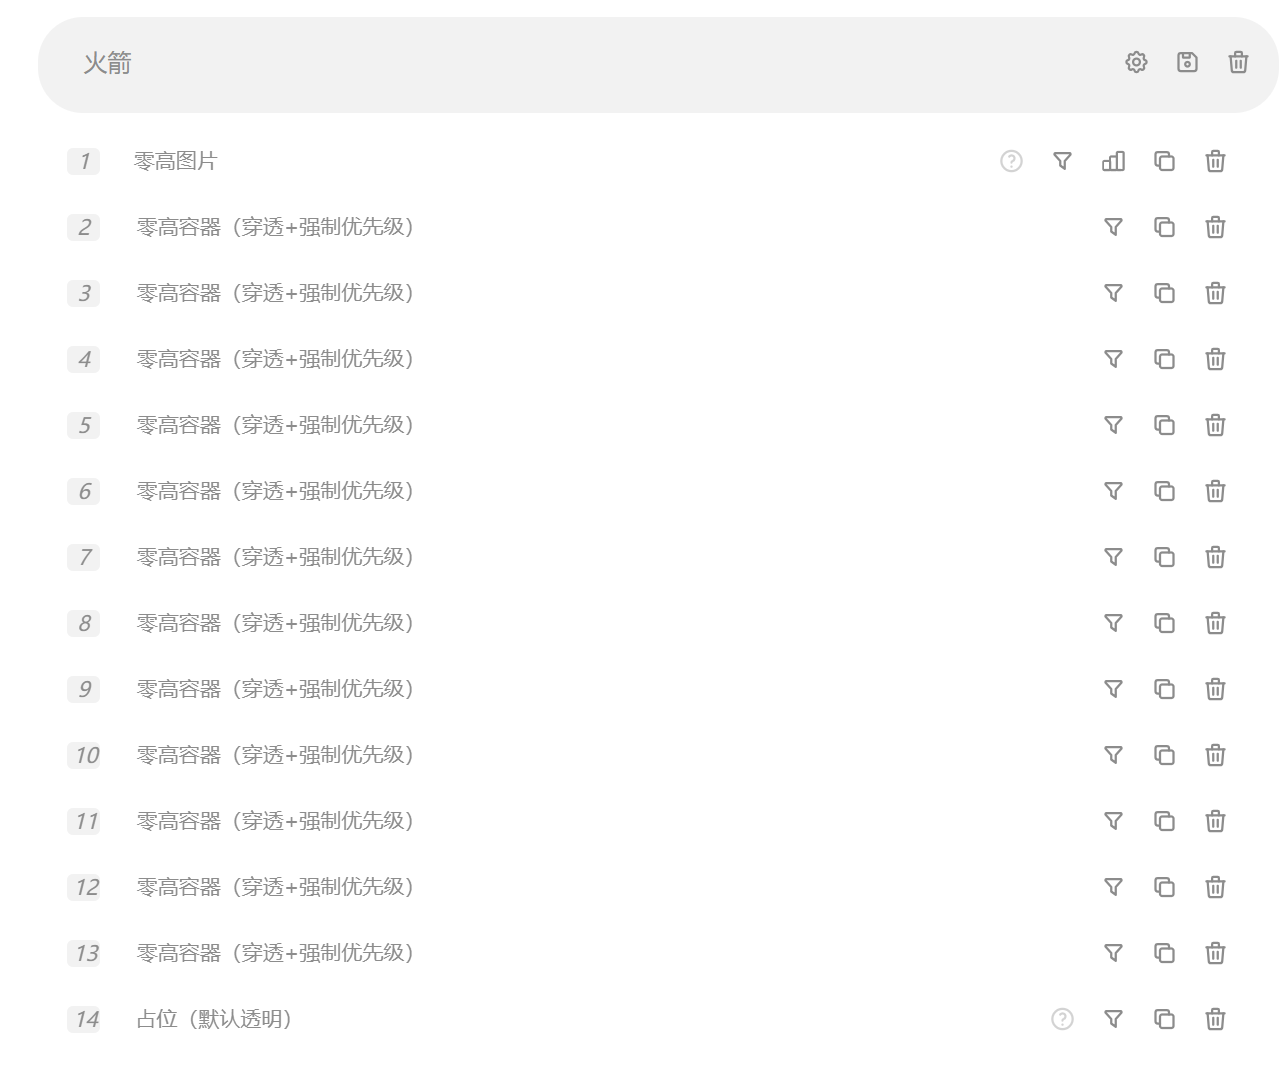 火箭
1 零高图片
2 零高容器（穿透+强制优先级）
3 零高容器（穿透+强制优先级）
4 零高容器（穿透+强制优先级）
5 零高容器（穿透+强制优先级）
6 零高容器（穿透+强制优先级）
7 零高容器（穿透+强制优先级）
8 零高容器（穿透+强制优先级）
9 零高容器（穿透+强制优先级）
10 零高容器（穿透+强制优先级）
11 零高容器（穿透+强制优先级）
12 零高容器（穿透+强制优先级）
13 零高容器（穿透+强制优先级）
14 占位（默认透明）